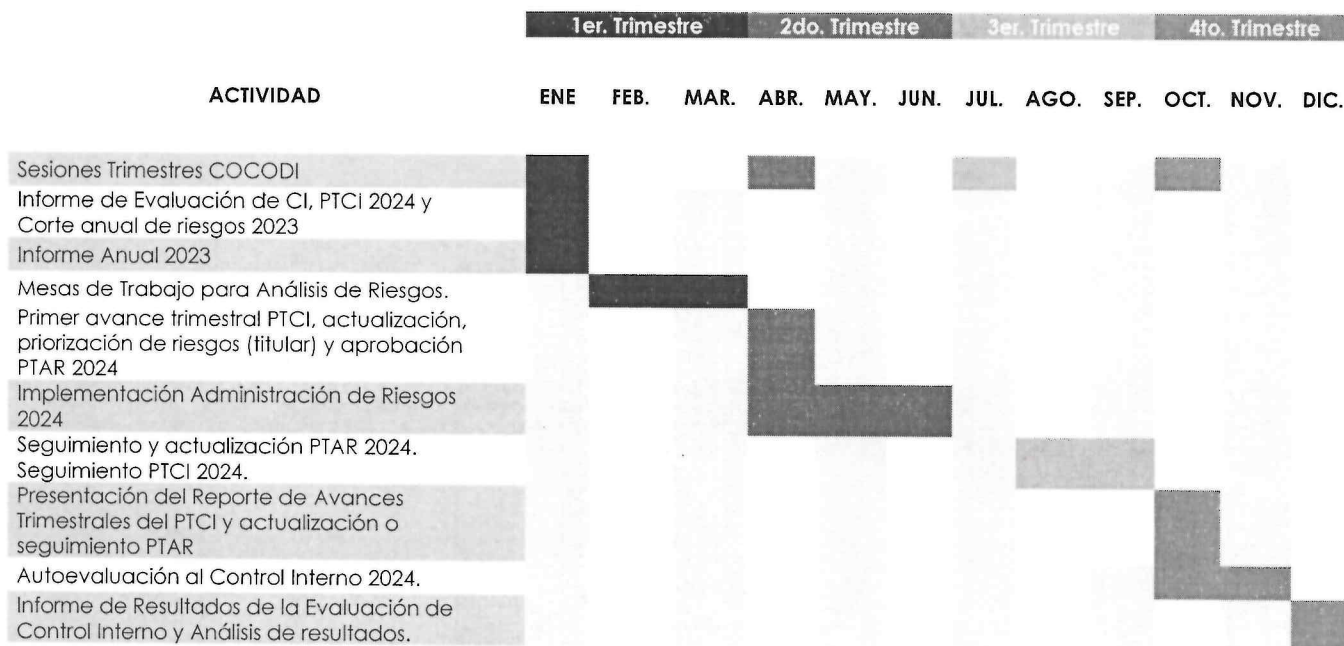 1er. Trimestre 2do. Trimestre 3er. Trimestre 4to. Trimestre
ACTIVIDAD ENE FEB. MAR. ABR. MAY. JUN. JUL. AGO. SEP. OCT. NOV. DIC.
Sesiones Trimestres COCODI
Informe de Evaluación de CI, PTCI 2024 y
Corte anual de riesgos 2023
Informe Anual 2023
Mesas de Trabajo para Análisis de Riesgos.
Primer avance trimestral PTCI, actualización,
priorización de riesgos (titular) y aprobación
PTAR 2024
Implementación Administración de Riesgos
2024
Seguimiento y actualización PTAR 2024.
Seguimiento PTCI 2024.
Presentación del Reporte de Avances
Trimestrales del PTCI y actualización o
seguimiento PTAR
Autoevaluación al Control Interno 2024.
Informe de Resultados de la Evaluación de
Control Interno y Análisis de resultados.